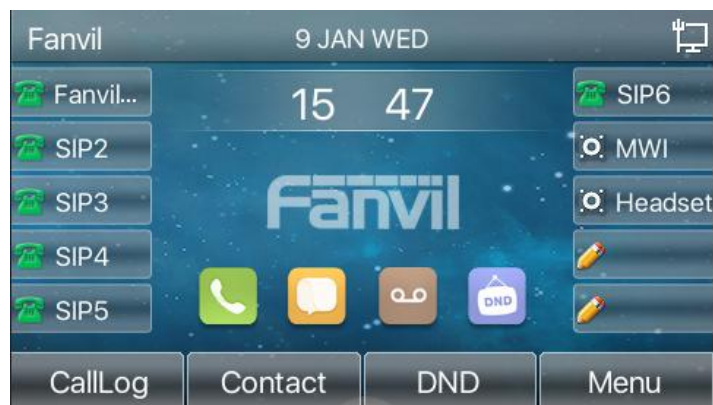 Fanvil
9 JAN WED
Fanvil...
15 47
SIP6
SIP2
MWI
SIP3
Fanvil
Headset
SIP4
SIP5
DND
CallLog
Contact
DND
Menu